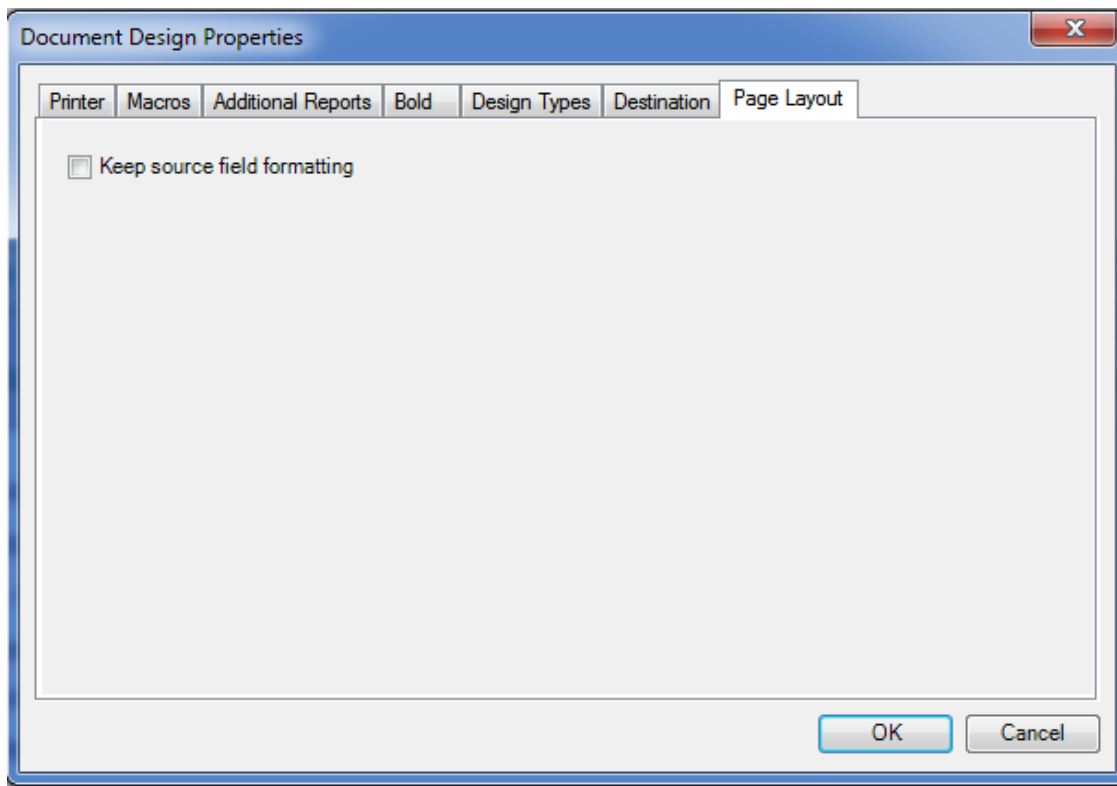 Document Design Properties
Printer Macros Additional Reports Bold Design Types Destination Page Layout
Keep source field formatting
OK Cancel